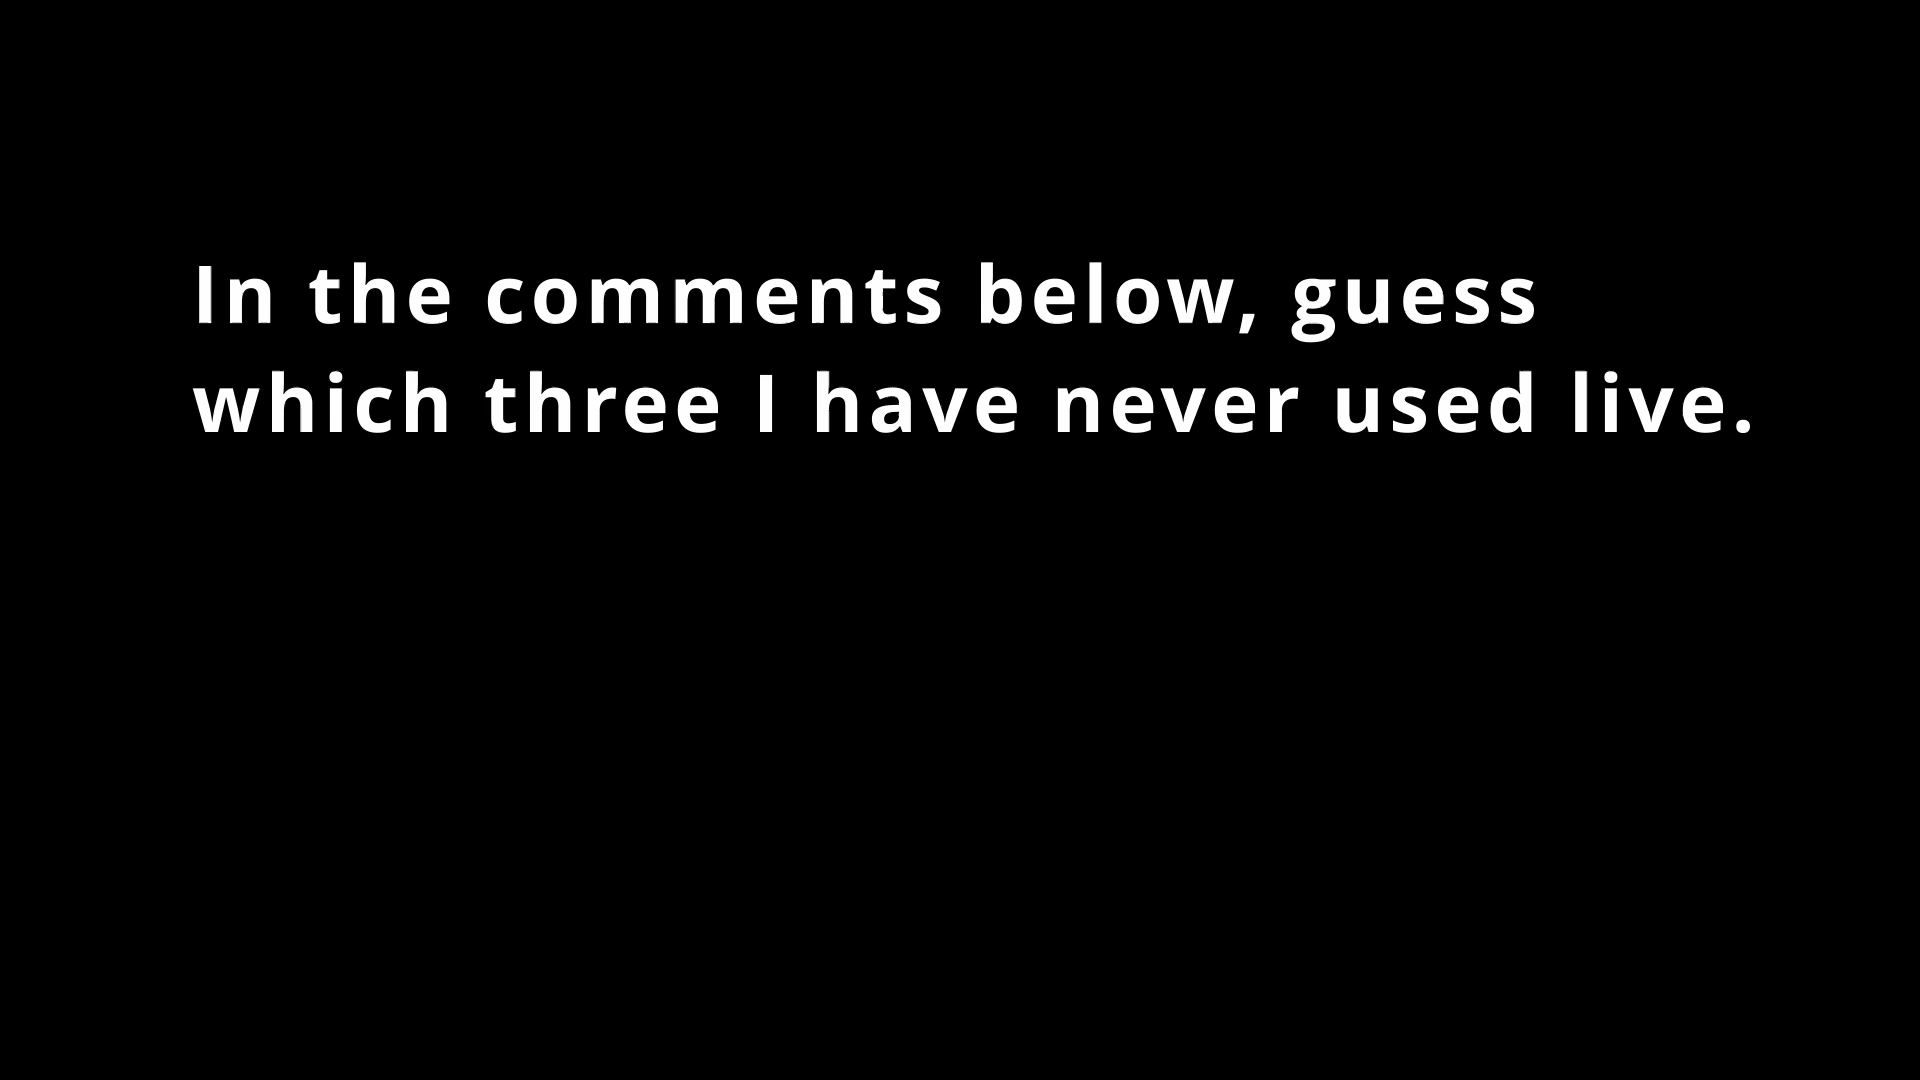 In the comments below, guess
which three I have never used live.